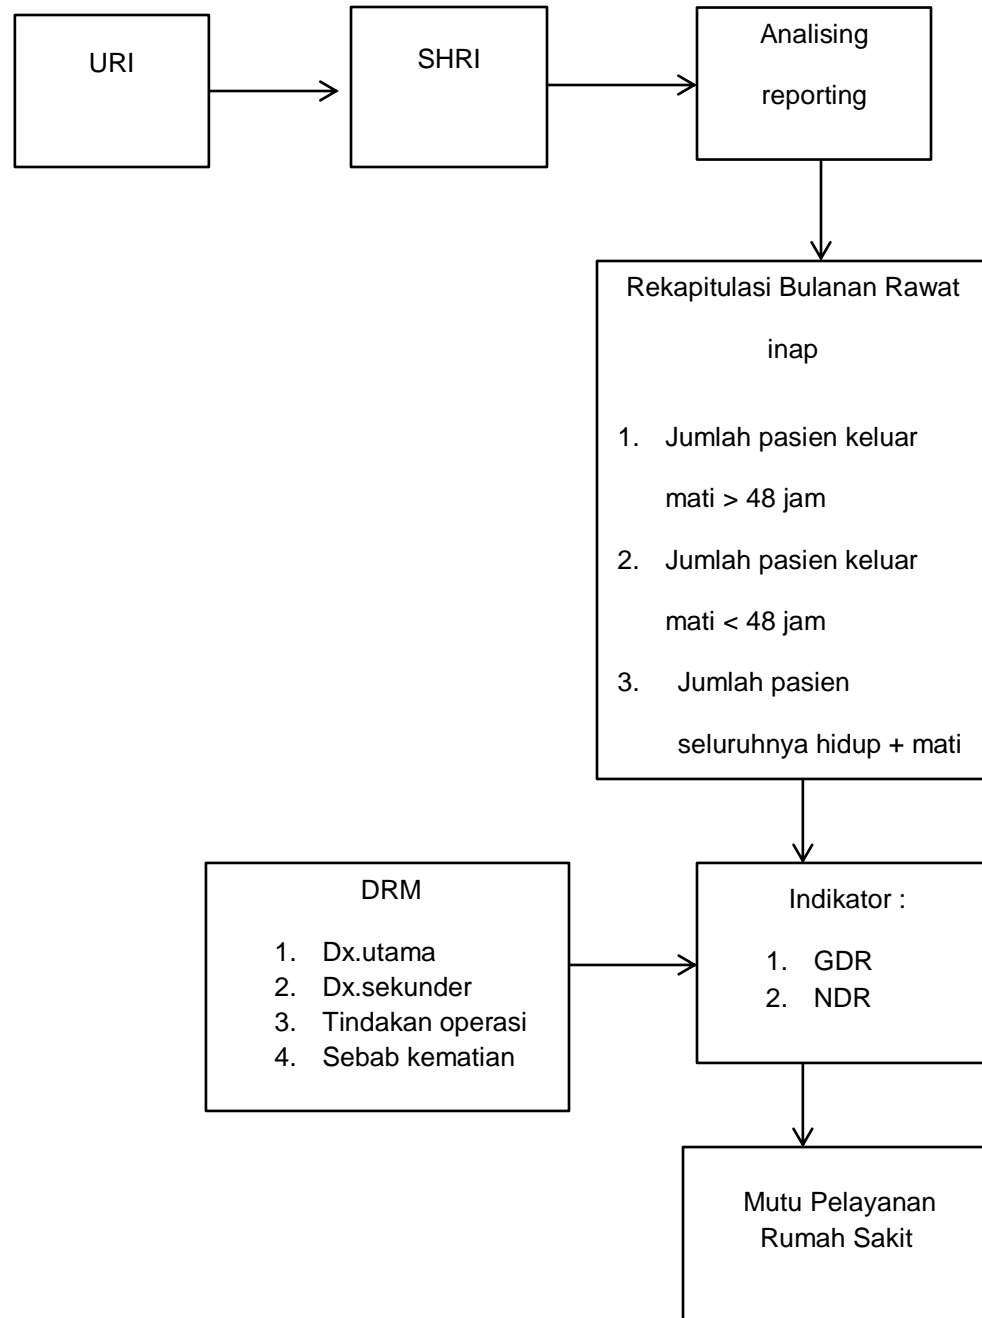 URI
SHRI
Analising
reporting
Rekapitulasi Bulanan Rawat
inap
1. Jumlah pasien keluar
mati > 48 jam
2. Jumlah pasien keluar
mati < 48 jam
3. Jumlah pasien
seluruhnya hidup + mati
DRM
1. Dx.utama
2. Dx.sekunder
3. Tindakan operasi
4. Sebab kematian
Indikator :
1. GDR
2. NDR
Mutu Pelayanan
Rumah Sakit